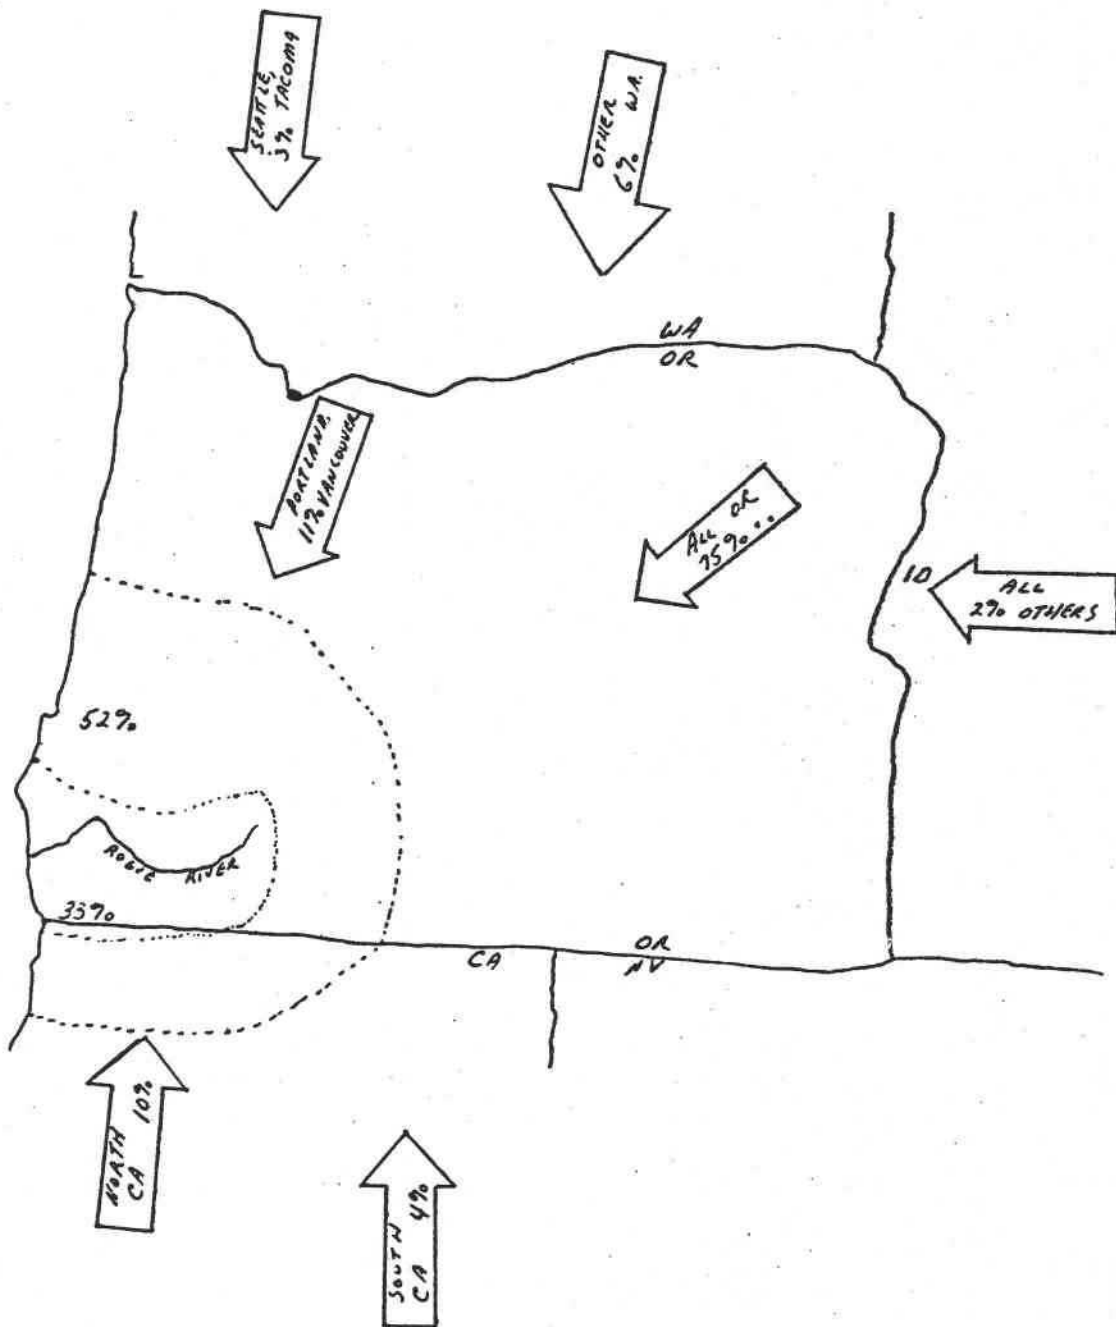 SEATTLE,
3% TACOMA
OTHER WA.
6%
WA
OR
PORTLAND,
11% VANCOUVER
ALL OR
75%..
ID
ALL
2% OTHERS
52%
ROGUE RIVER
33%
CA
OR
NV
NORTH
CA 10%
SOUTH
CA 4%